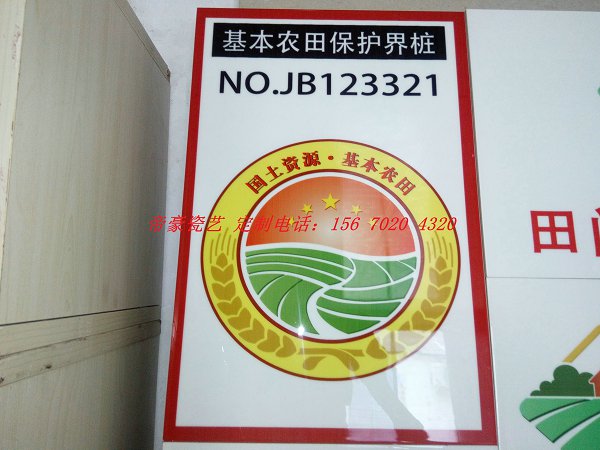 基本农田保护界桩
NO.JB123321
国土资源·基本农田
帝豪瓷艺 定制电话：156 7020 4320
田